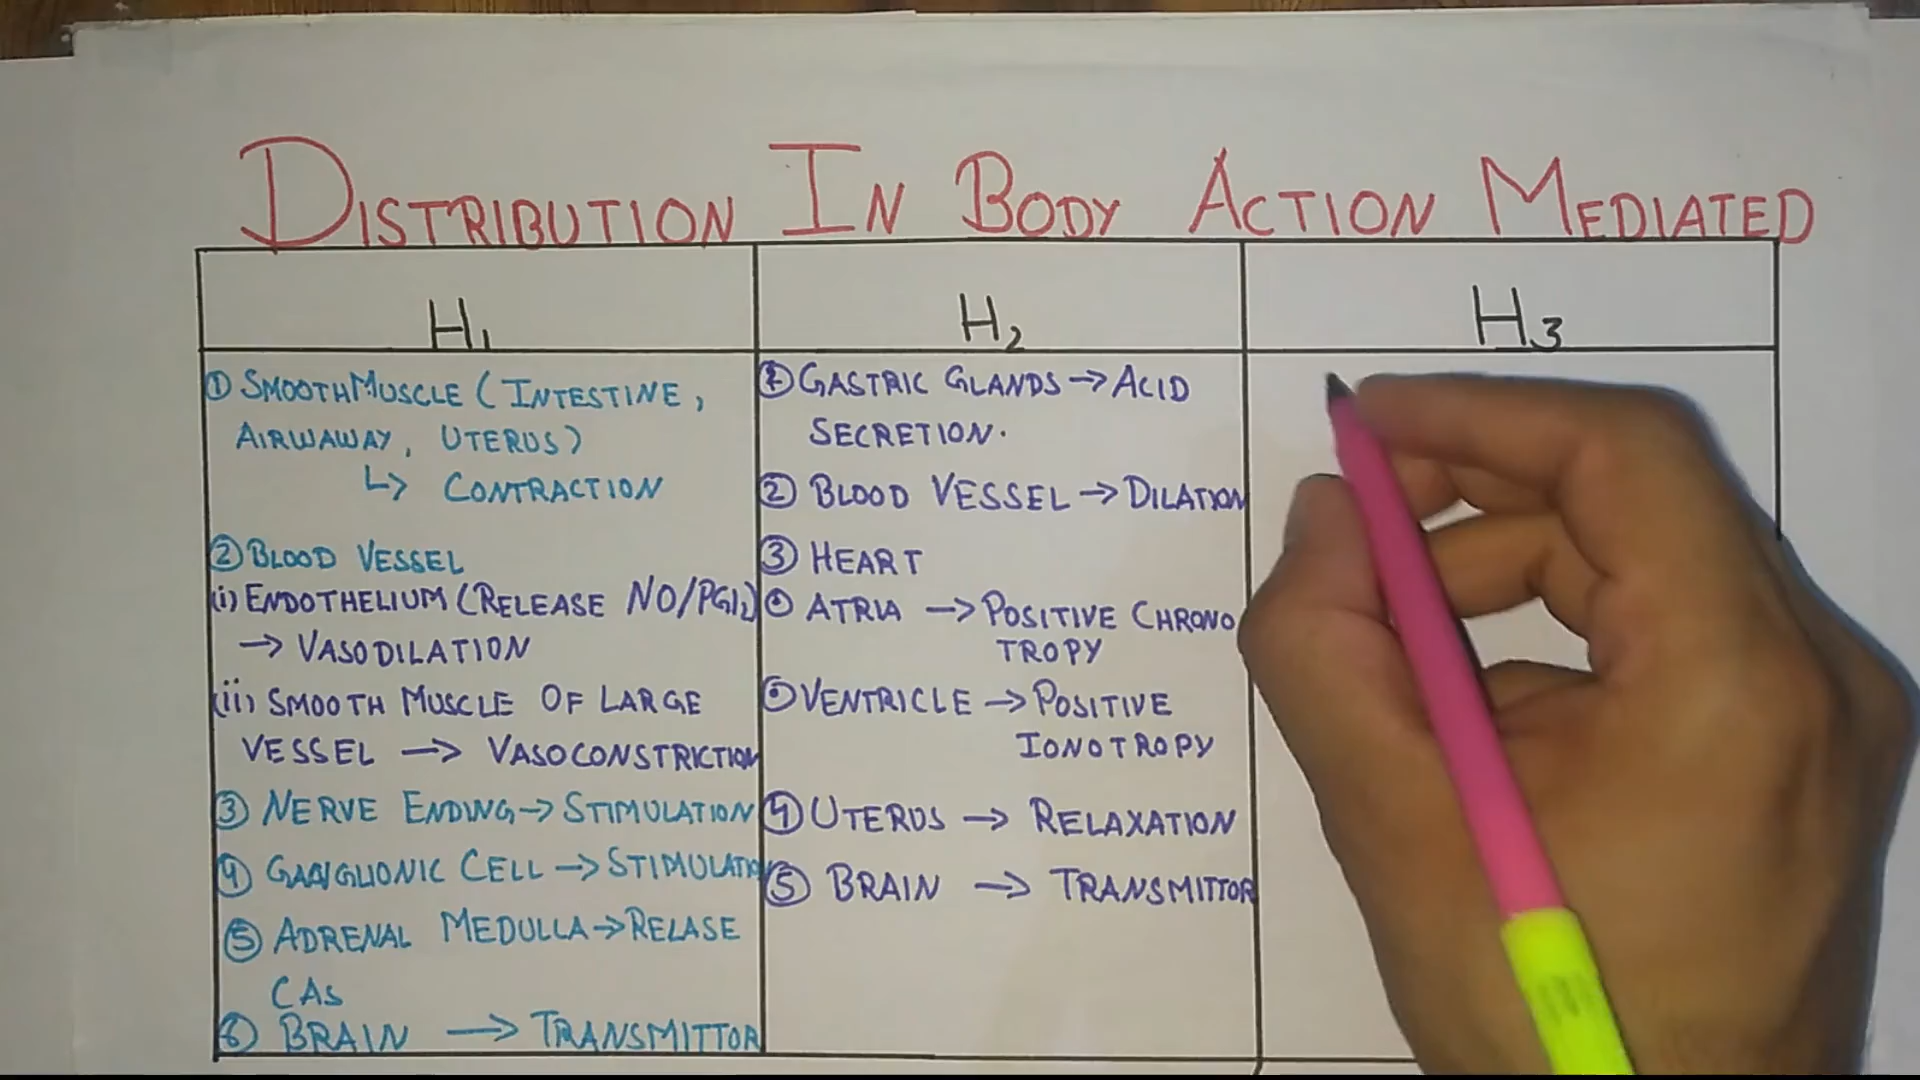 DISTRIBUTION IN BODY ACTION MEDIATED
H1
① SMOOTH MUSCLE (INTESTINE,
AIRWAWAY, UTERUS)
↳ CONTRACTION
② BLOOD VESSEL
(i) ENDOTHELIUM (RELEASE NO/PGI2)
→ VASODILATION
(ii) SMOOTH MUSCLE OF LARGE
VESSEL → VASOCONSTRICTION
③ NERVE ENDING → STIMULATION
④ GANGLIONIC CELL → STIMULATION
⑤ ADRENAL MEDULLA → RELASE
CAs
⑥ BRAIN → TRANSMITTOR
H2
① GASTRIC GLANDS → ACID
SECRETION.
② BLOOD VESSEL → DILATION
③ HEART
ATRIA → POSITIVE CHRONO
TROPY
VENTRICLE → POSITIVE
IONOTROPY
④ UTERUS → RELAXATION
⑤ BRAIN → TRANSMITTOR
H3